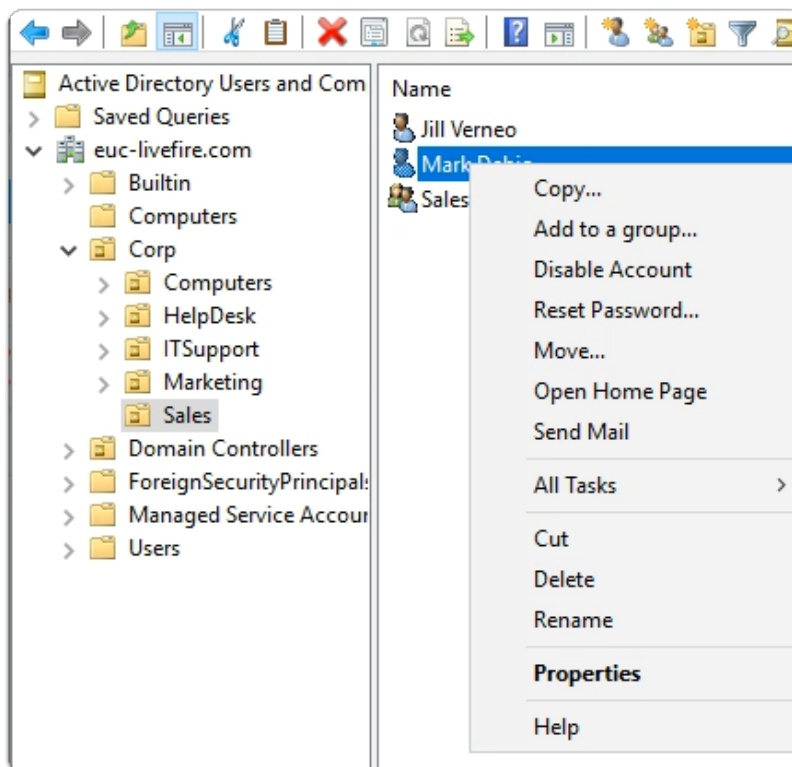 Active Directory Users and Com
Saved Queries
euc-livefire.com
Builtin
Computers
Corp
Computers
HelpDesk
ITSupport
Marketing
Sales
Domain Controllers
ForeignSecurityPrincipals
Managed Service Accour
Users
Name
Jill Verneo
Mark
Sales
Copy...
Add to a group...
Disable Account
Reset Password...
Move...
Open Home Page
Send Mail
All Tasks
Cut
Delete
Rename
Properties
Help